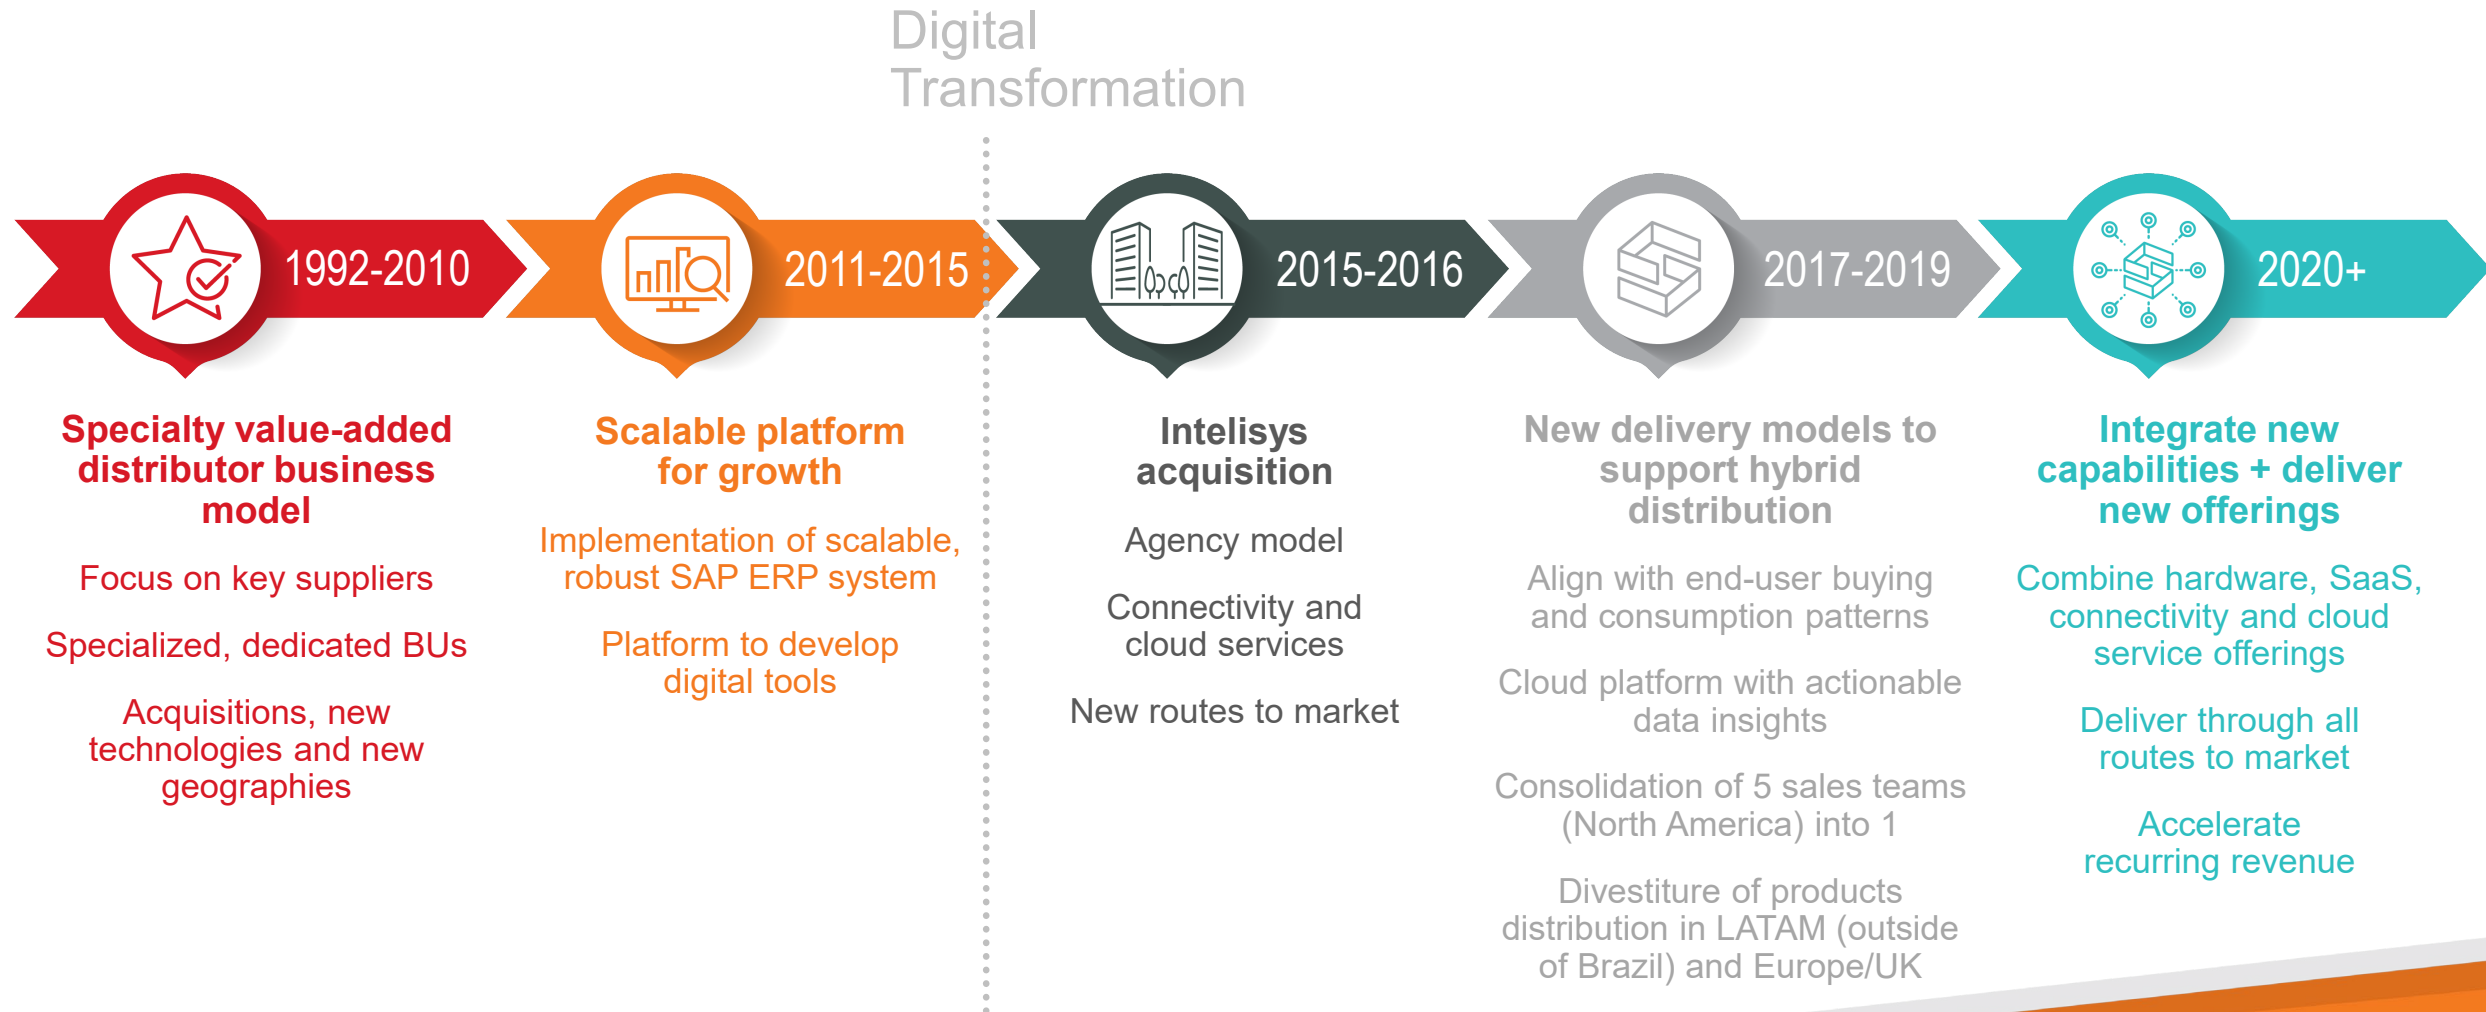 Digital
Transformation
1992-2010
2011-2015
2015-2016
2017-2019
2020+
Specialty value-added
distributor business
model
Focus on key suppliers
Specialized, dedicated BUs
Acquisitions, new
technologies and new
geographies
Scalable platform
for growth
Implementation of scalable,
robust SAP ERP system
Platform to develop
digital tools
Intelisys
acquisition
Agency model
Connectivity and
cloud services
New routes to market
New delivery models to
support hybrid
distribution
Align with end-user buying
and consumption patterns
Cloud platform with actionable
data insights
Consolidation of 5 sales teams
(North America) into 1
Divestiture of products
distribution in LATAM (outside
of Brazil) and Europe/UK
Integrate new
capabilities + deliver
new offerings
Combine hardware, SaaS,
connectivity and cloud
service offerings
Deliver through all
routes to market
Accelerate
recurring revenue